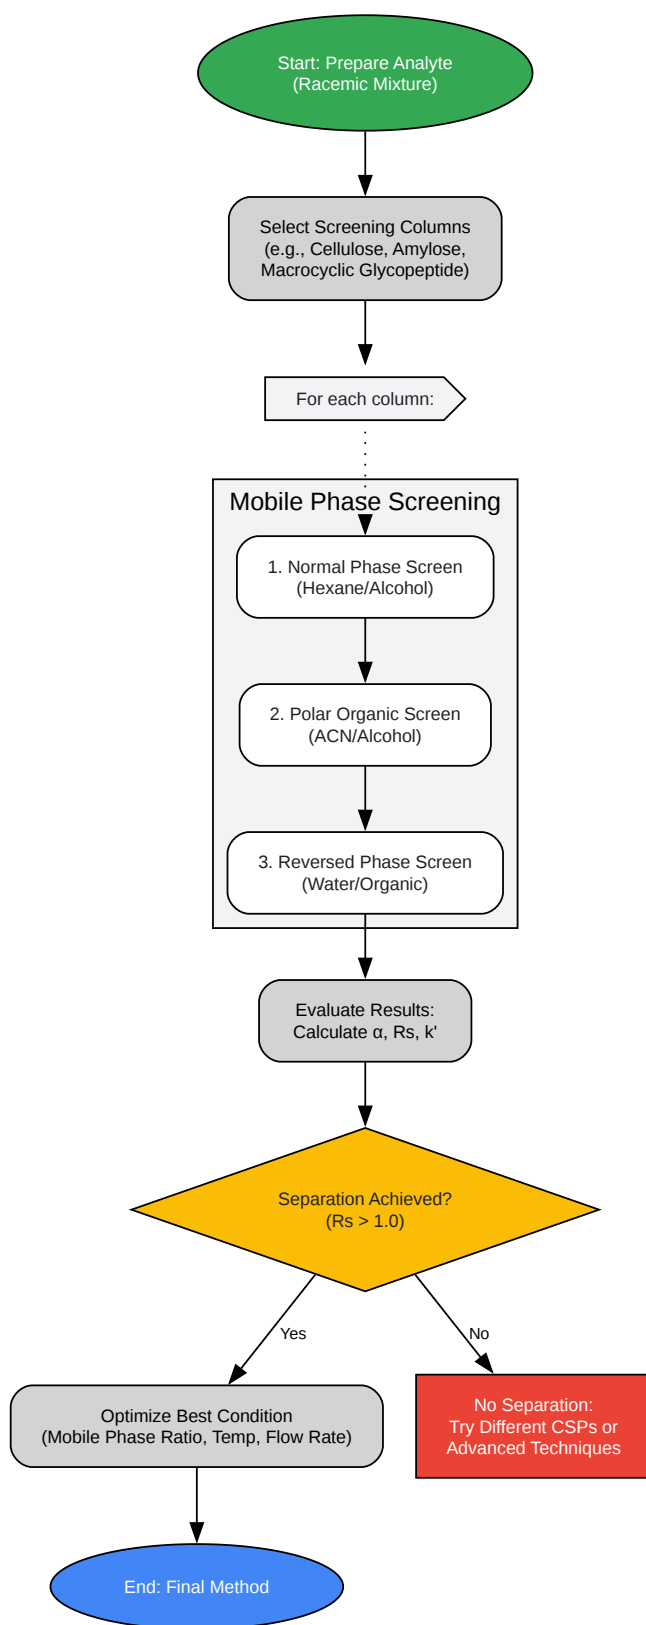 Start: Prepare Analyte
(Racemic Mixture)
Select Screening Columns
(e.g., Cellulose, Amylose,
Macrocyclic Glycopeptide)
For each column:
Mobile Phase Screening
1. Normal Phase Screen
(Hexane/Alcohol)
2. Polar Organic Screen
(ACN/Alcohol)
3. Reversed Phase Screen
(Water/Organic)
Evaluate Results:
Calculate α, Rs, k'
Separation Achieved?
(Rs > 1.0)
Yes
No
Optimize Best Condition
(Mobile Phase Ratio, Temp, Flow Rate)
No Separation:
Try Different CSPs or
Advanced Techniques
End: Final Method